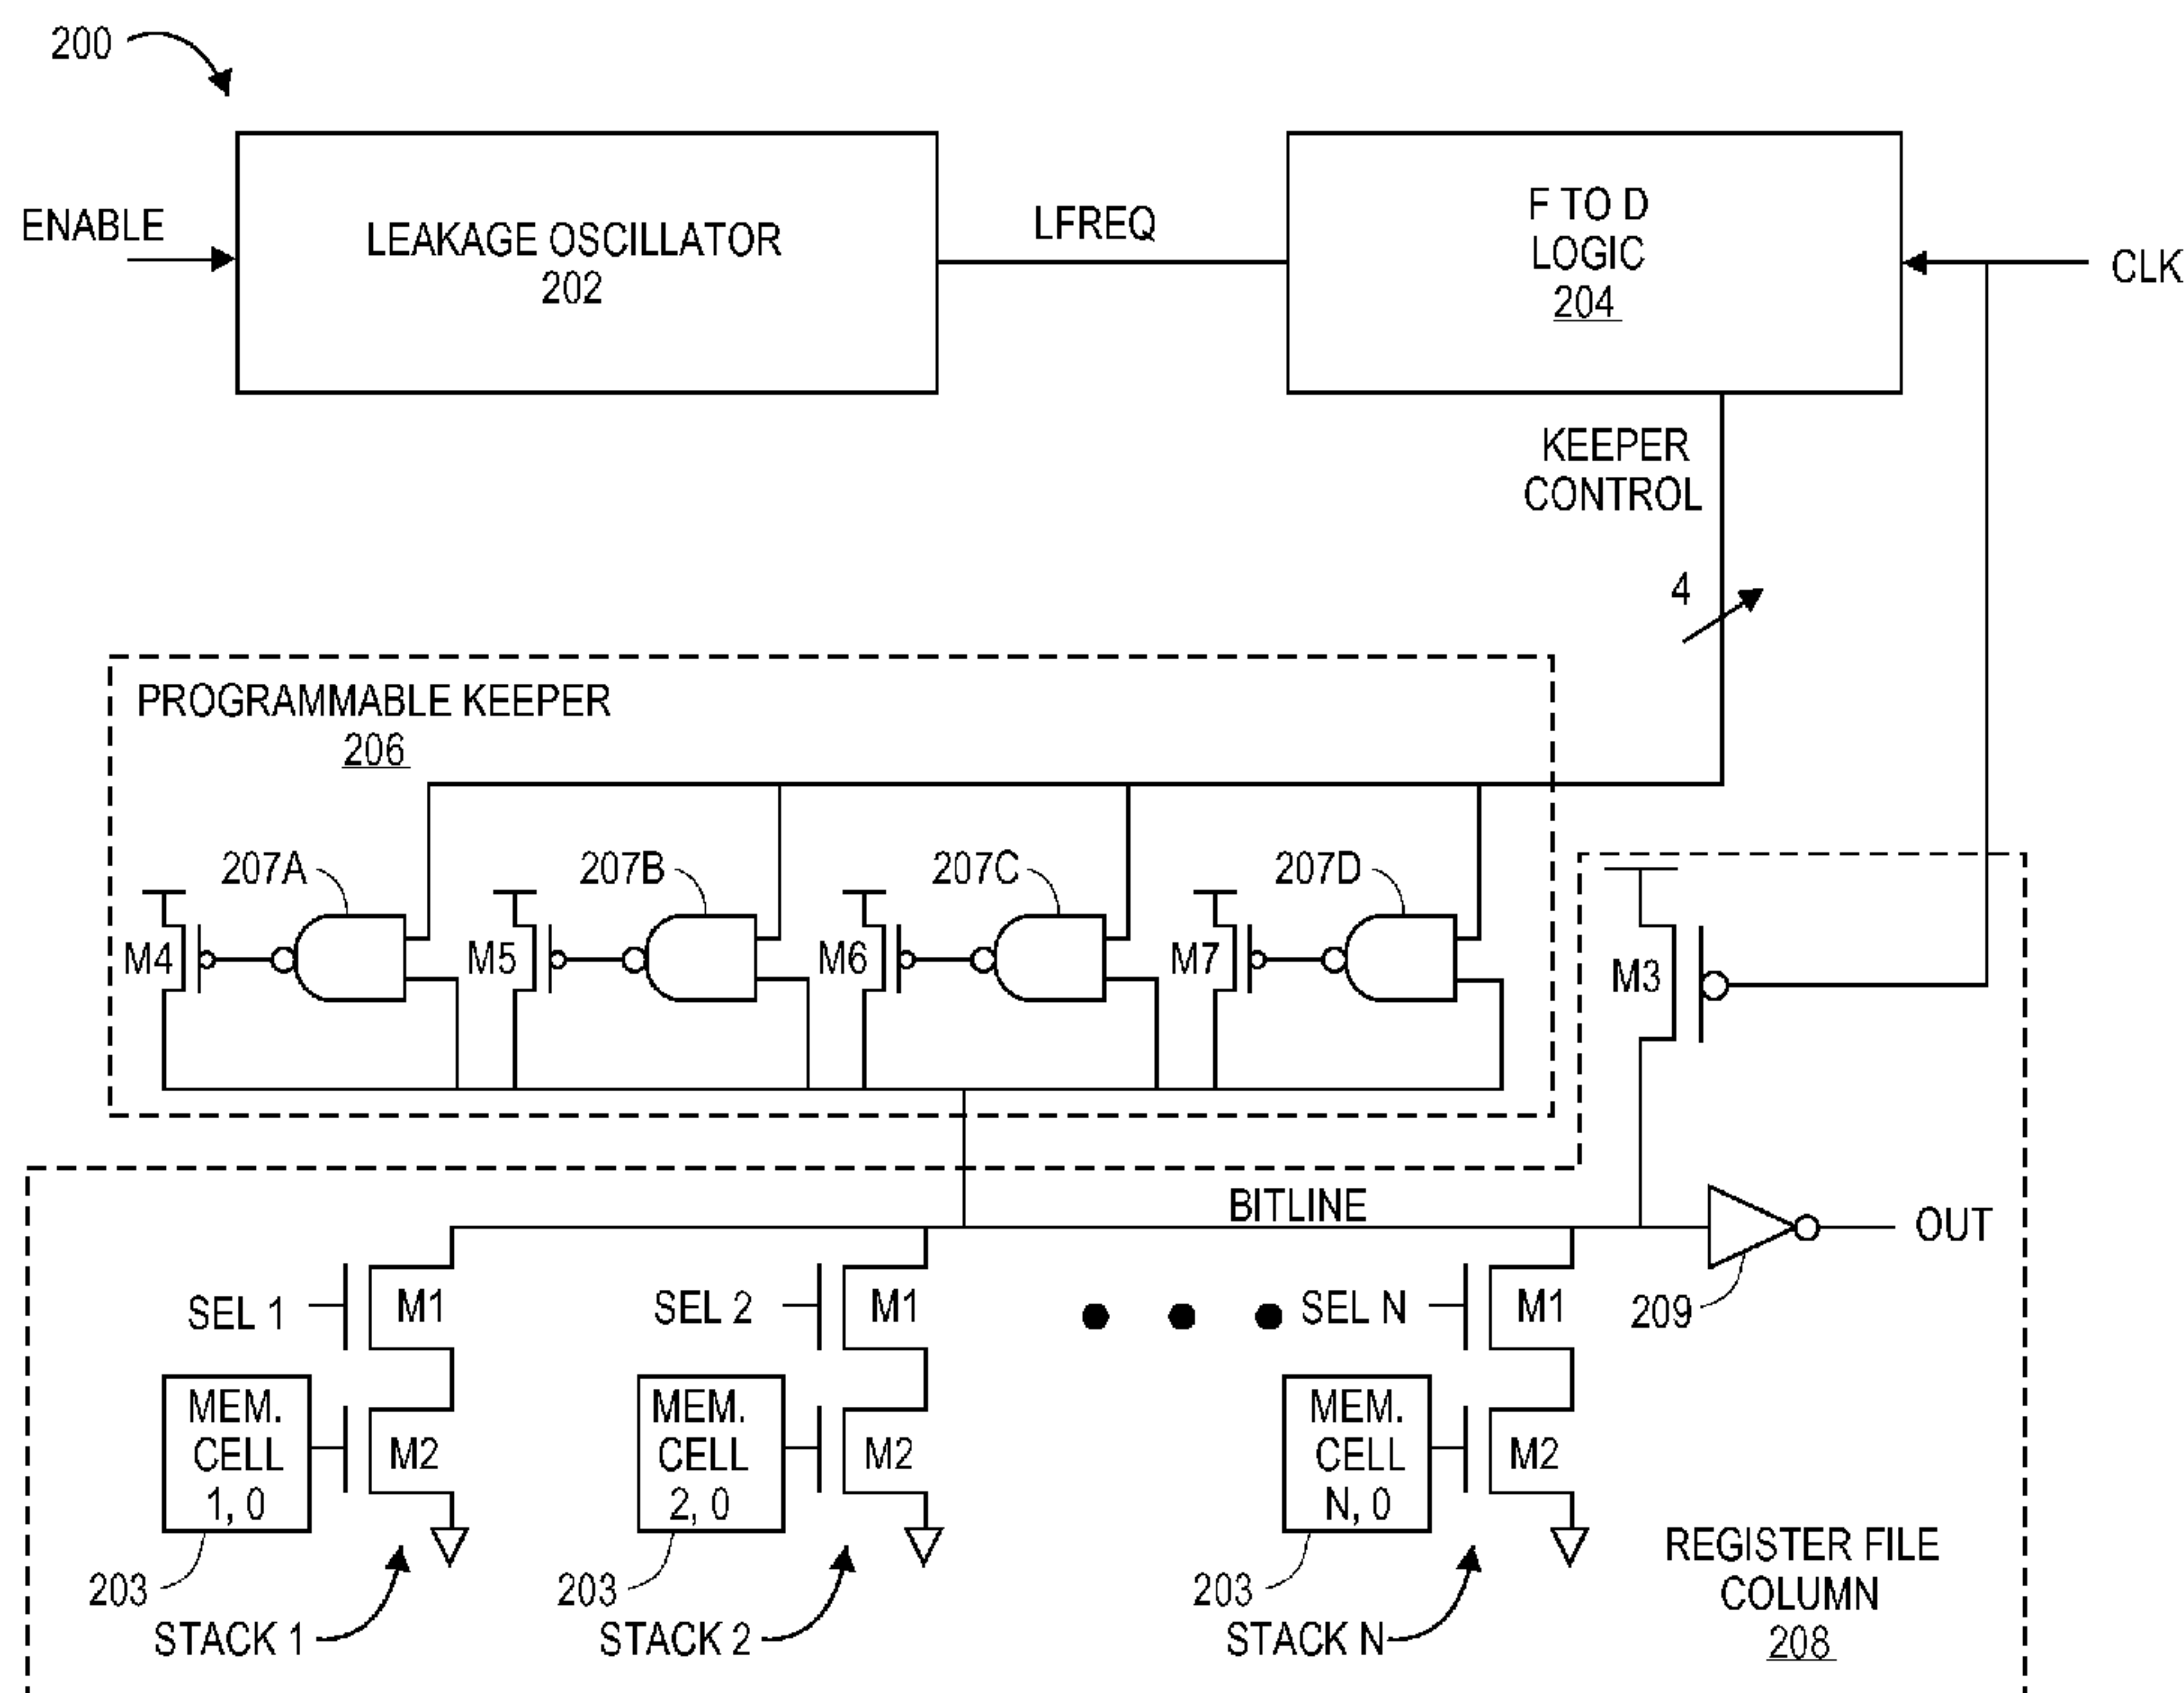 200
ENABLE
LEAKAGE OSCILLATOR
202
LFREQ
F TO D
LOGIC
204
CLK
KEEPER
CONTROL
4
PROGRAMMABLE KEEPER
206
207A
207B
207C
207D
M4
M5
M6
M7
M3
BITLINE
OUT
209
SEL 1
M1
SEL 2
M1
SEL N
M1
MEM.
CELL
1, 0
M2
MEM.
CELL
2, 0
M2
MEM.
CELL
N, 0
M2
203
STACK 1
203
STACK 2
203
STACK N
REGISTER FILE
COLUMN
208